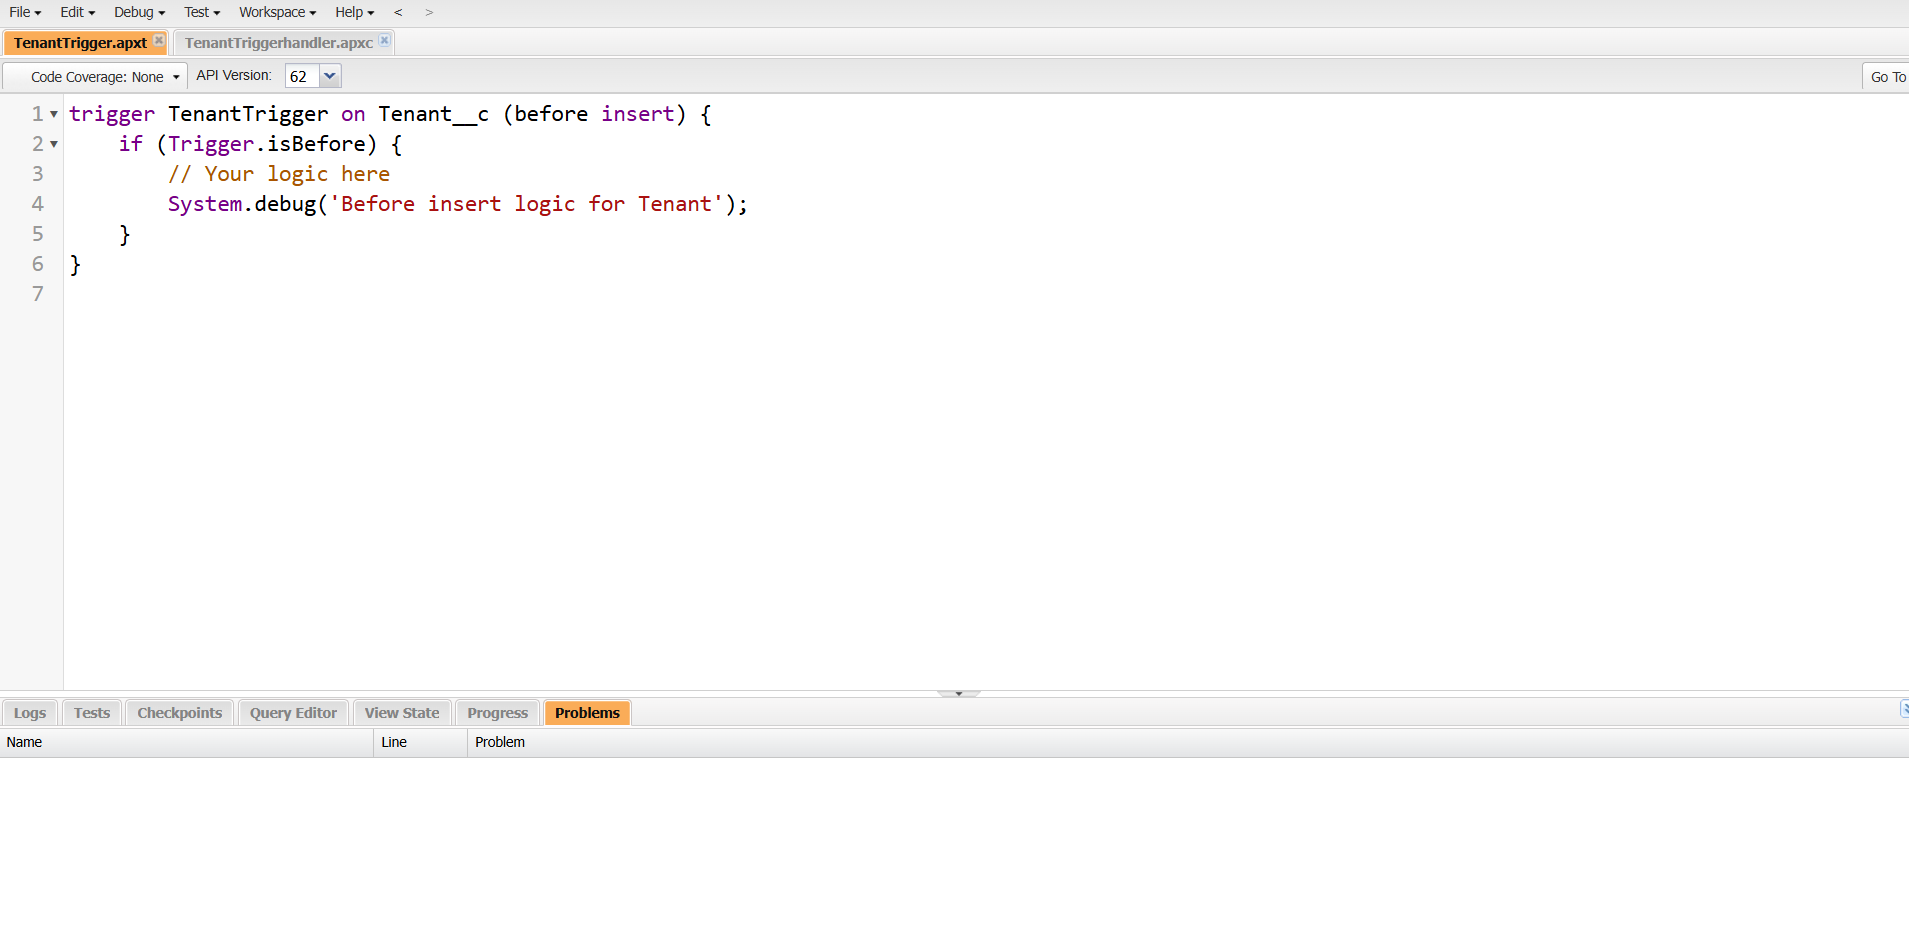 File Edit Debug Test Workspace Help < >
TenantTrigger.apxt TenantTriggerhandler.apxc
Code Coverage: None API Version: 62 Go To
1 trigger TenantTrigger on Tenant__c (before insert) {
2 if (Trigger.isBefore) {
3 // Your logic here
4 System.debug('Before insert logic for Tenant');
5 }
6 }
7
Logs Tests Checkpoints Query Editor View State Progress Problems
Name Line Problem